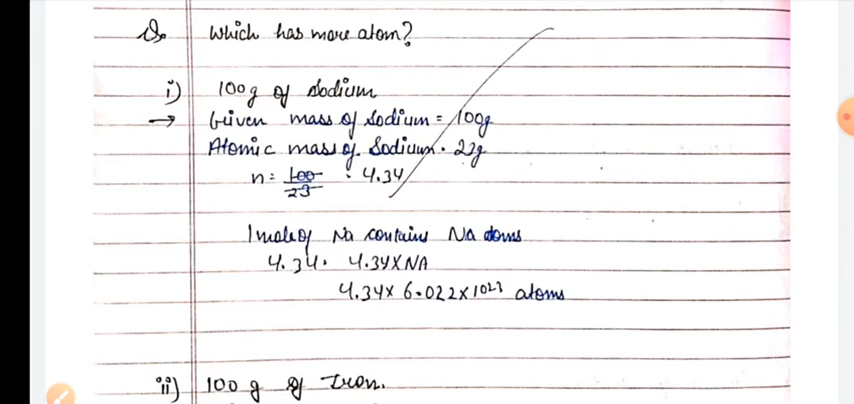 Q. Which has more atom?
i) 100g of Sodium
→ Given mass of Sodium = 100g
Atomic mass of Sodium = 23g
n = 100/23 = 4.34
1 mole of Na contains NA atoms
4.34 = 4.34 × NA
4.34 × 6.022 × 10²³ atoms
ii) 100 g of Iron.